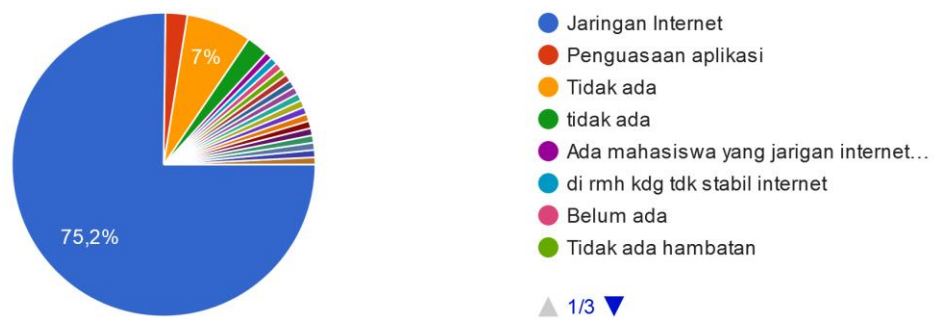 7%
75,2%
Jaringan Internet
Penguasaan aplikasi
Tidak ada
tidak ada
Ada mahasiswa yang jarigan internet…
di rmh kdg tdk stabil internet
Belum ada
Tidak ada hambatan
1/3